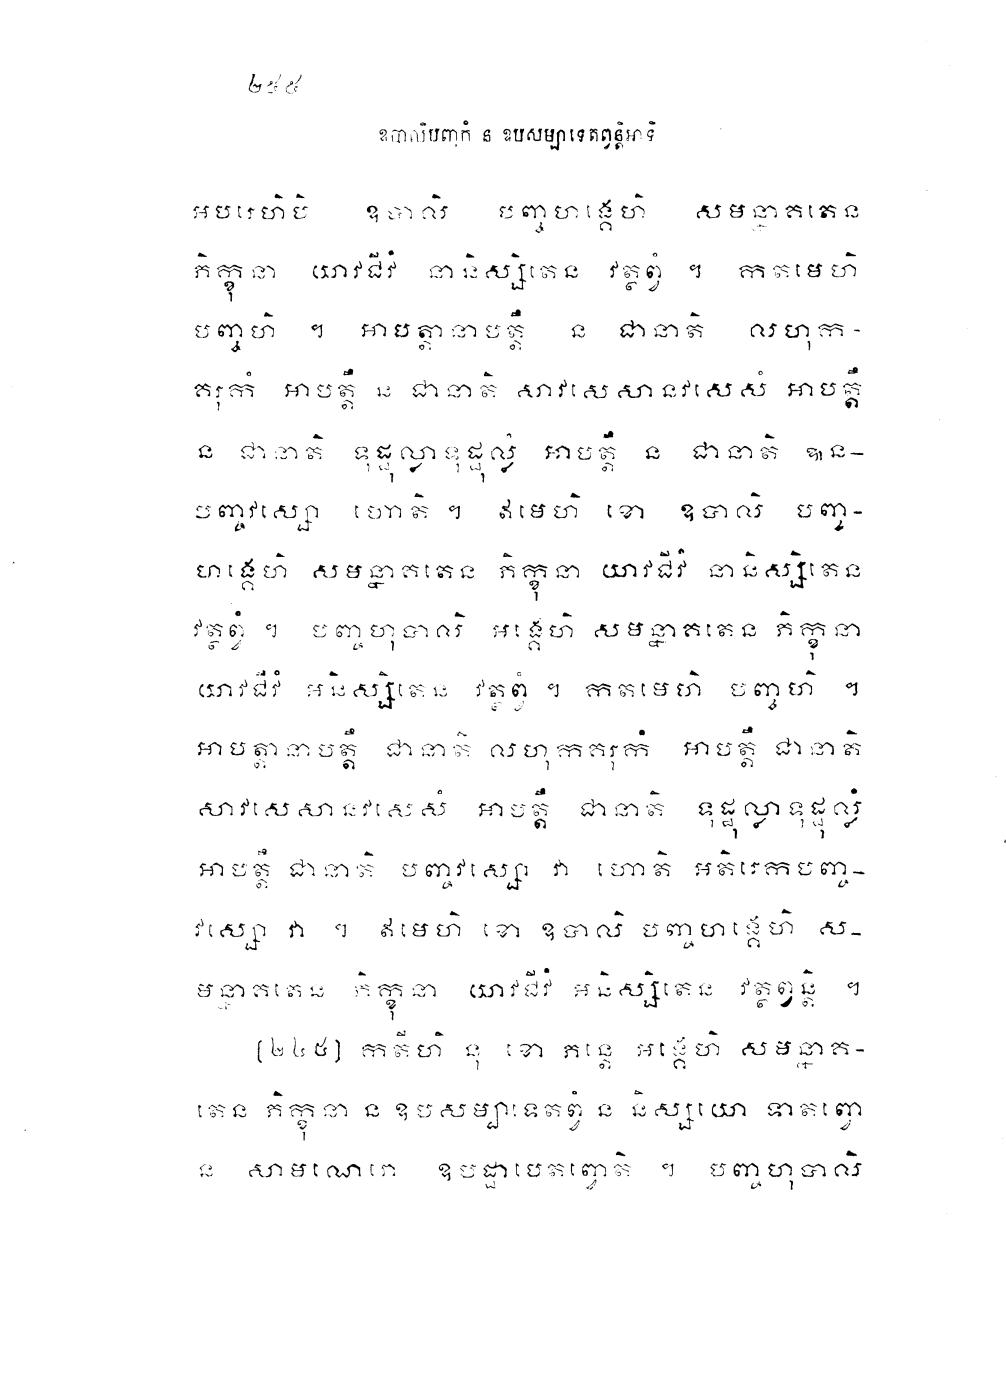 ២៩៩
ឧបាលិបញ្ចកំ ន ឧបសម្បាទេតព្វន្តិអាទិ
អបរេហិបិ ឧបាលិ បញ្ចហង្គេហិ សមន្នាគតេន
ភិក្ខុនា យាវជីវំ នានិស្សិតេន វត្ថព្វំ ។ កតមេហិ
បញ្ចហិ ។ អាបត្តានាបត្តឹ ន ជានាតិ លហុក-
គរុកំ អាបត្តឹ ន ជានាតិ សាវសេសានវសេសំ អាបត្តឹ
ន ជានាតិ ទុដ្ឋុល្លាទុដ្ឋុល្លំ អាបត្តឹ ន ជានាតិ ឩន-
បញ្ចវស្សោ ហោតិ ។ ឥមេហិ ខោ ឧបាលិ បញ្ច-
ហង្គេហិ សមន្នាគតេន ភិក្ខុនា យាវជីវំ នានិស្សិតេន
វត្ថព្វំ ។ បញ្ចហុបាលិ អង្គេហិ សមន្នាគតេន ភិក្ខុនា
យាវជីវំ អនិស្សិតេន វត្ថព្វំ ។ កតមេហិ បញ្ចហិ ។
អាបត្តានាបត្តឹ ជានាតិ លហុកគរុកំ អាបត្តឹ ជានាតិ
សាវសេសានវសេសំ អាបត្តឹ ជានាតិ ទុដ្ឋុល្លាទុដ្ឋុល្លំ
អាបត្តឹ ជានាតិ បញ្ចវស្សោ វា ហោតិ អតិរេកបញ្ច-
វស្សោ វា ។ ឥមេហិ ខោ ឧបាលិ បញ្ចហង្គេហិ ស-
មន្នាគតេន ភិក្ខុនា យាវជីវំ អនិស្សិតេន វត្ថព្វន្តិ ។
(២៤៥) កតីហិ នុ ខោ ភន្តេ អង្គេហិ សមន្នាគ-
តេន ភិក្ខុនា ន ឧបសម្បាទេតព្វំ ន និស្សយោ ទាតព្វោ
ន សាមណេរោ ឧបដ្ឋាបេតព្វោតិ ។ បញ្ចហុបាលិ